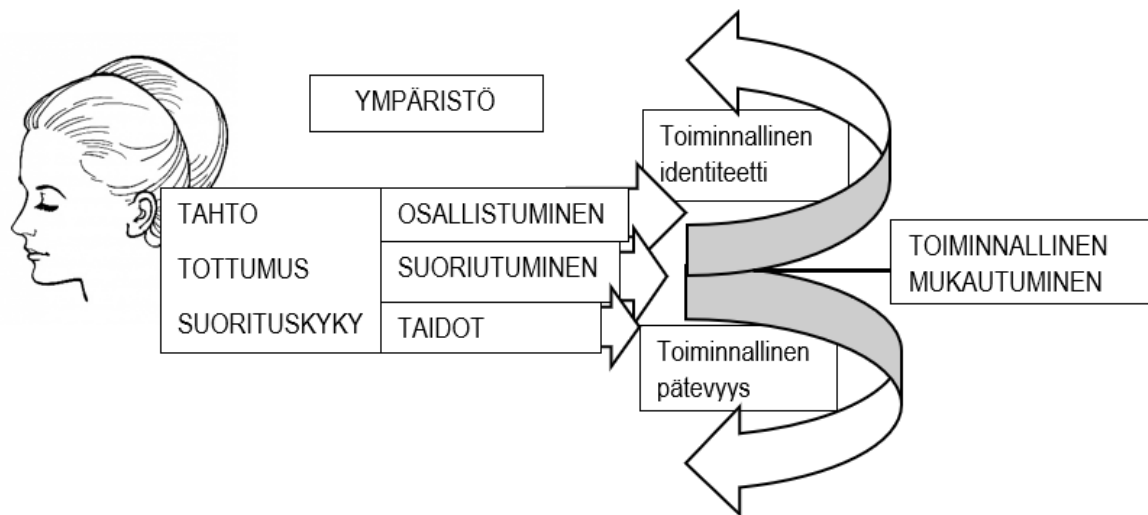 YMPÄRISTÖ
Toiminnallinen
identiteetti
TAHTO
OSALLISTUMINEN
TOTTUMUS
SUORIUTUMINEN
SUORITUSKYKY
TAIDOT
TOIMINNALLINEN
MUKAUTUMINEN
Toiminnallinen
pätevyys